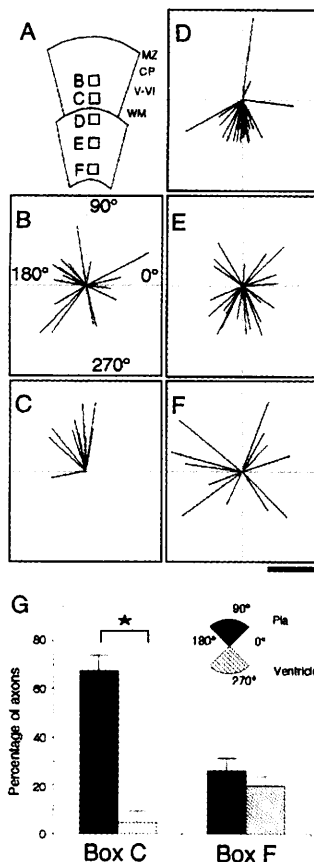 A
MZ
CP
B
V-VI
C
WM
D
E
F
D
B
90°
180°
0°
270°
E
C
F
G
90°
Pia
180°
0°
270°
Ventricle
Percentage of axons
80
60
40
20
0
★
Box C
Box F